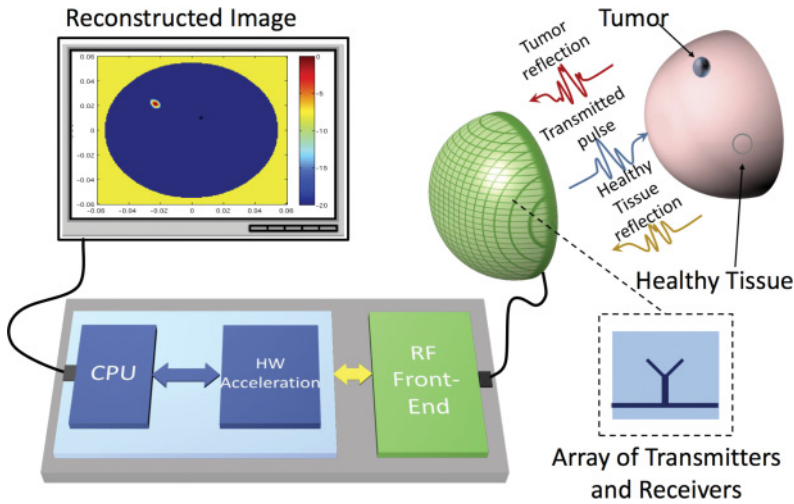 Reconstructed Image
0.06
0.04
0.02
0
-0.02
-0.04
-0.06
-0.06
-0.04
-0.02
0
0.02
0.04
0.06
0
-5
-10
-15
-20
Tumor
Tumor
reflection
Transmitted
pulse
Healthy
Tissue
reflection
Healthy Tissue
CPU
HW
Acceleration
RF
Front-
End
Array of Transmitters
and Receivers